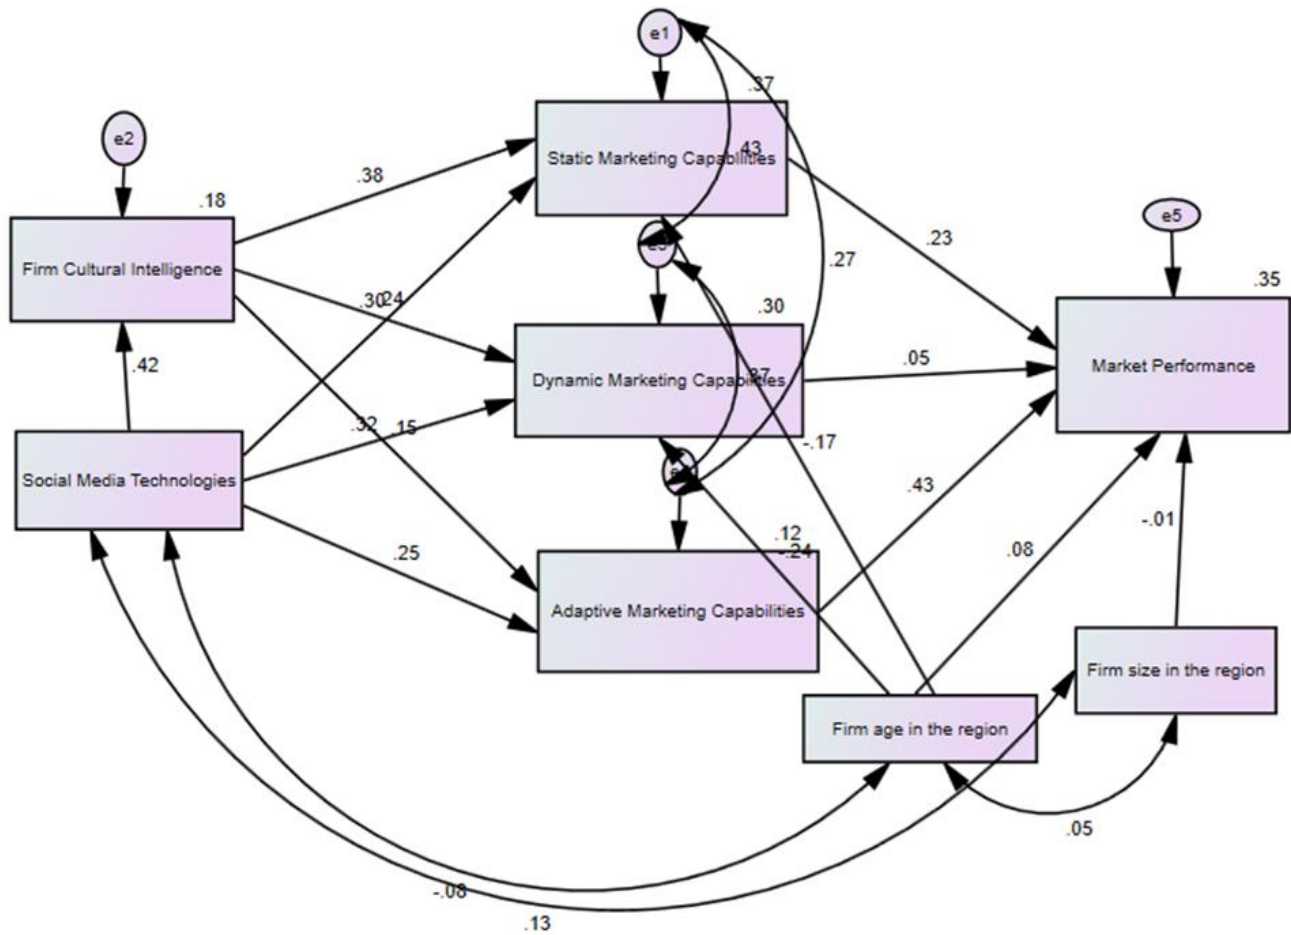 e1
.37
e2
Static Marketing Capabilities
.43
.38
.18
e5
Firm Cultural Intelligence
.23
.27
.35
.30
.24
.30
.42
.05
Market Performance
Dynamic Marketing Capabilities
.37
.32
.15
-.17
Social Media Technologies
.43
-.01
.12
-.24
.08
.25
Adaptive Marketing Capabilities
Firm size in the region
Firm age in the region
.05
-.08
.13